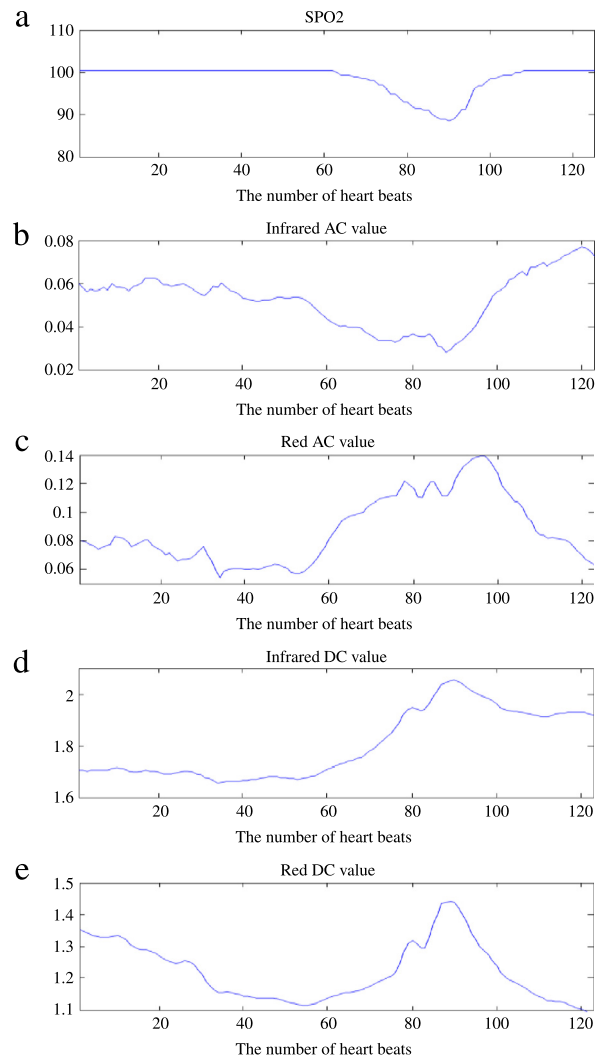 a
SPO2
110
100
90
80
20 40 60 80 100 120
The number of heart beats
b
Infrared AC value
0.08
0.06
0.04
0.02
20 40 60 80 100 120
The number of heart beats
c
Red AC value
0.14
0.12
0.1
0.08
0.06
20 40 60 80 100 120
The number of heart beats
d
Infrared DC value
2
1.8
1.6
20 40 60 80 100 120
The number of heart beats
e
Red DC value
1.5
1.4
1.3
1.2
1.1
20 40 60 80 100 120
The number of heart beats